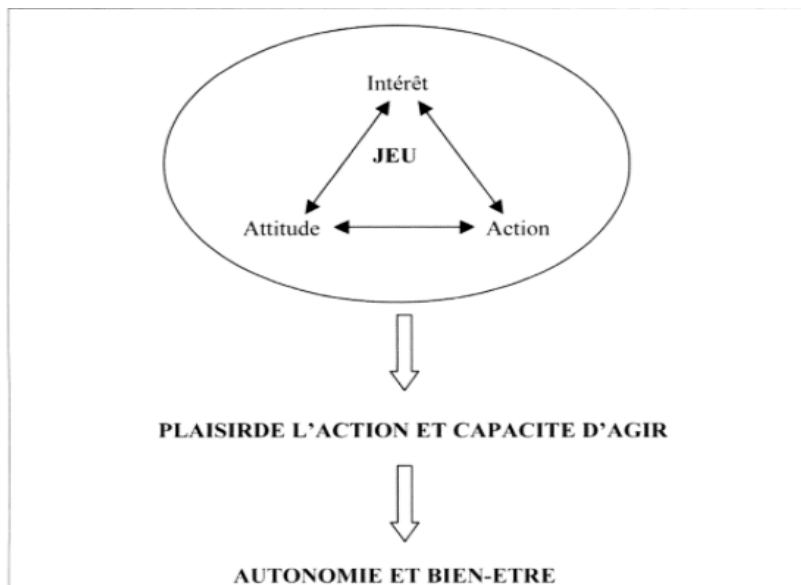 Intérêt
JEU
Attitude Action
PLAISIRDE L'ACTION ET CAPACITE D'AGIR
AUTONOMIE ET BIEN-ETRE